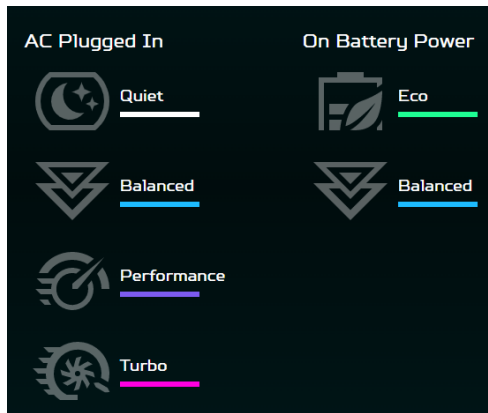 AC Plugged In
Quiet
Balanced
Performance
Turbo
On Battery Power
Eco
Balanced